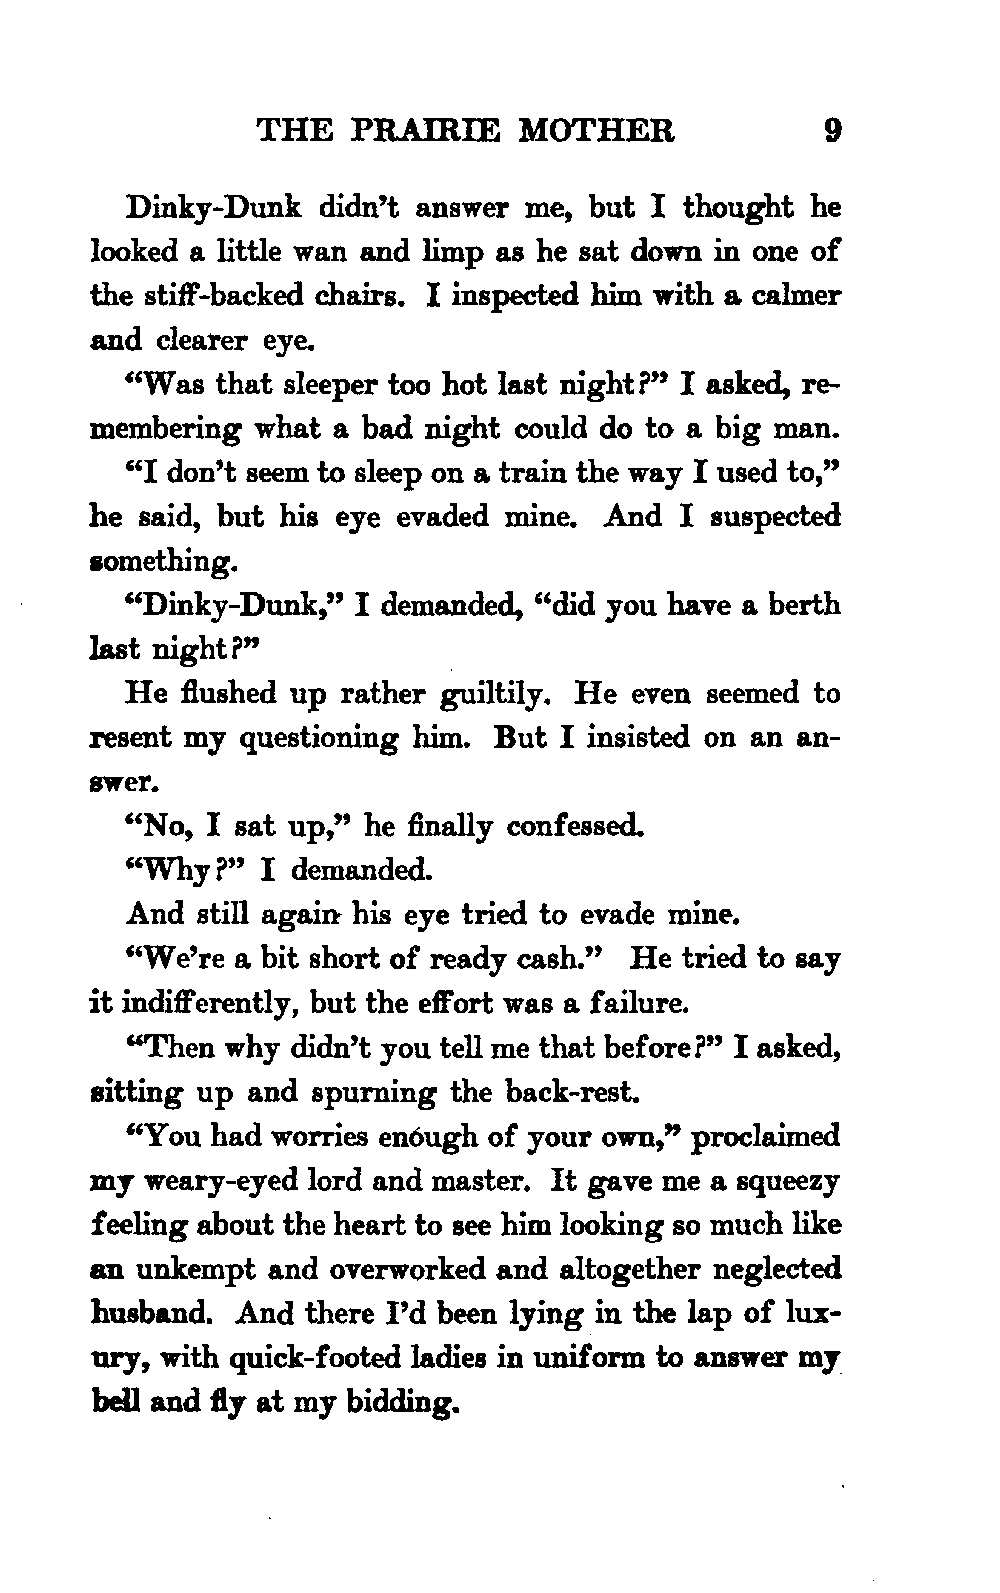 THE PRAIRIE MOTHER 9
Dinky-Dunk didn't answer me, but I thought he
looked a little wan and limp as he sat down in one of
the stiff-backed chairs. I inspected him with a calmer
and clearer eye.
“Was that sleeper too hot last night?” I asked, re-
membering what a bad night could do to a big man.
“I don't seem to sleep on a train the way I used to,”
he said, but his eye evaded mine. And I suspected
something.
“Dinky-Dunk,” I demanded, “did you have a berth
last night?”
He flushed up rather guiltily. He even seemed to
resent my questioning him. But I insisted on an an-
swer.
“No, I sat up,” he finally confessed.
“Why?” I demanded.
And still again his eye tried to evade mine.
“We're a bit short of ready cash.” He tried to say
it indifferently, but the effort was a failure.
“Then why didn't you tell me that before?” I asked,
sitting up and spurning the back-rest.
“You had worries enough of your own,” proclaimed
my weary-eyed lord and master. It gave me a squeezy
feeling about the heart to see him looking so much like
an unkempt and overworked and altogether neglected
husband. And there I'd been lying in the lap of lux-
ury, with quick-footed ladies in uniform to answer my
bell and fly at my bidding.